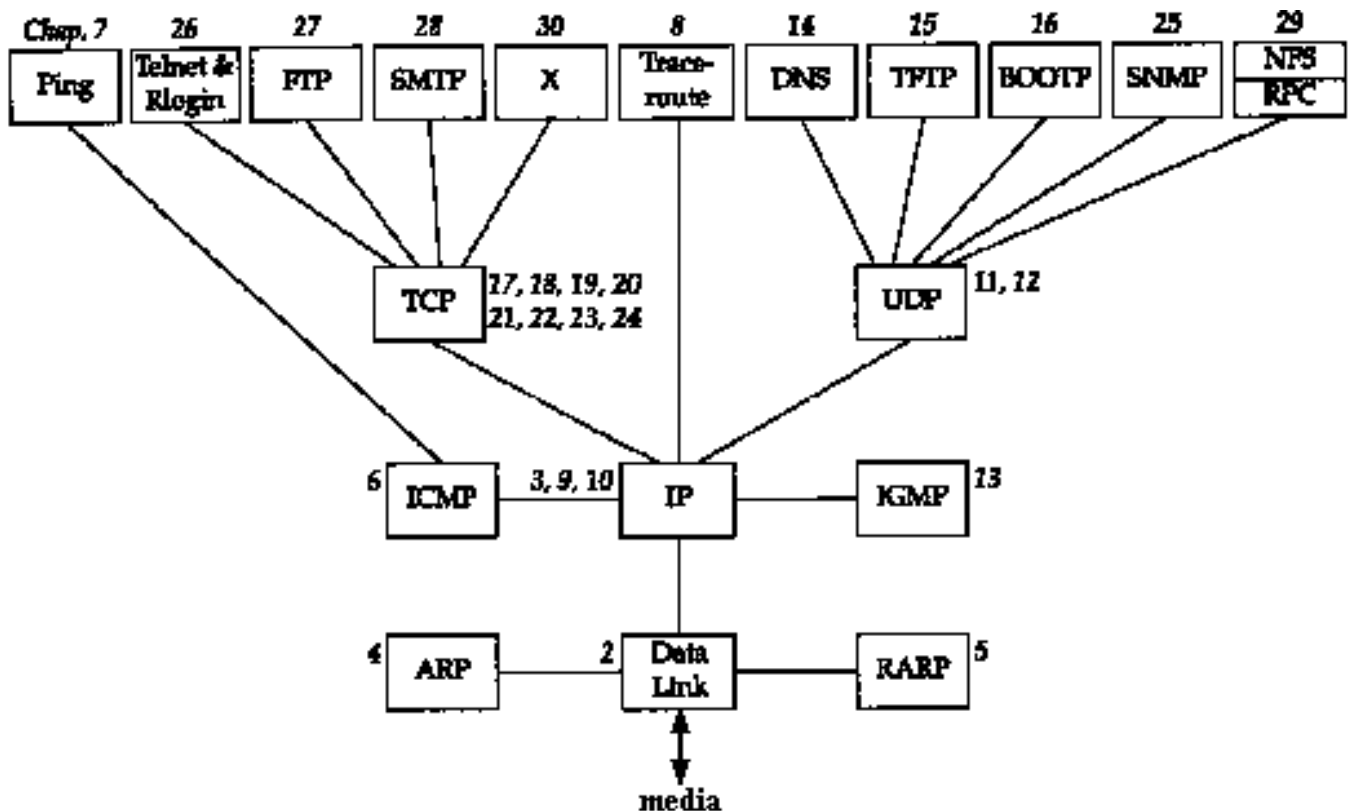 Chap. 7
26
27
28
30
8
14
15
16
25
29
Ping
Telnet &
Rlogin
FTP
SMTP
X
Trace-
route
DNS
TFTP
BOOTP
SNMP
NFS
RPC
TCP
17, 18, 19, 20
21, 22, 23, 24
UDP
11, 12
6
ICMP
3, 9, 10
IP
IGMP
13
4
ARP
2
Data
Link
RARP
5
media